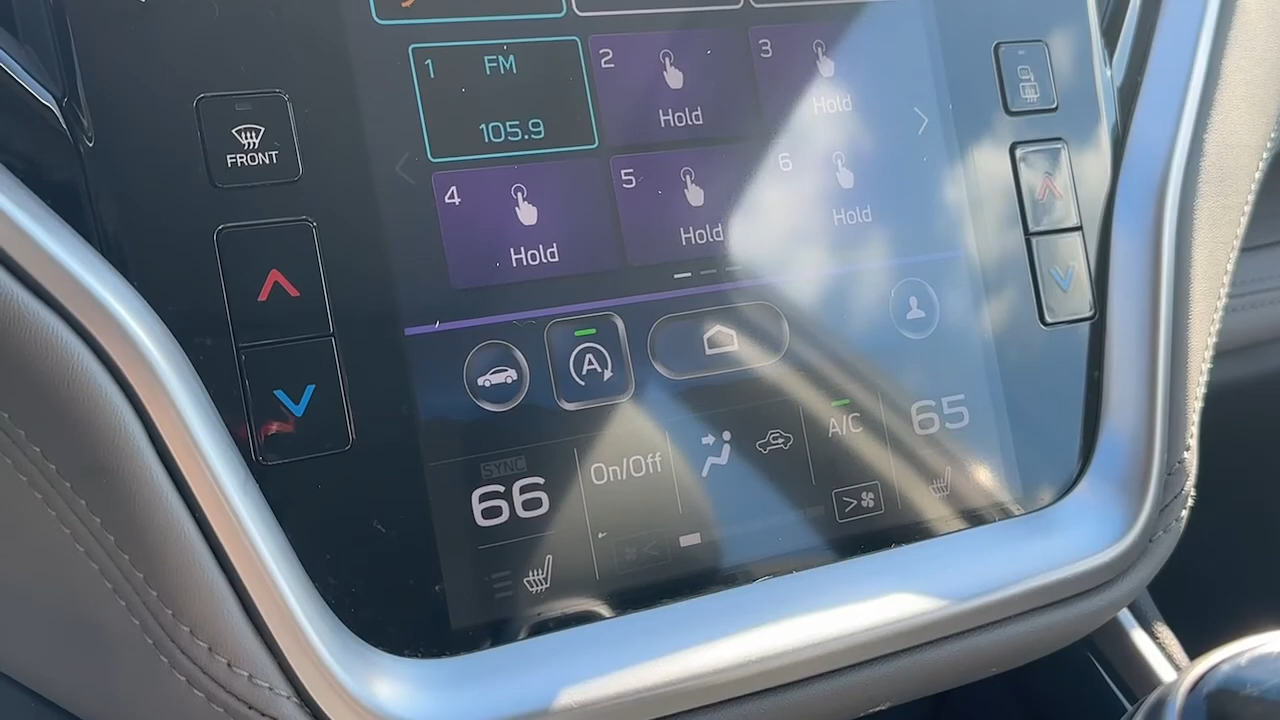 1 FM
105.9
2
Hold
3
Hold
4
Hold
5
Hold
6
Hold
FRONT
A
SYNC
66
On/Off
A/C
65